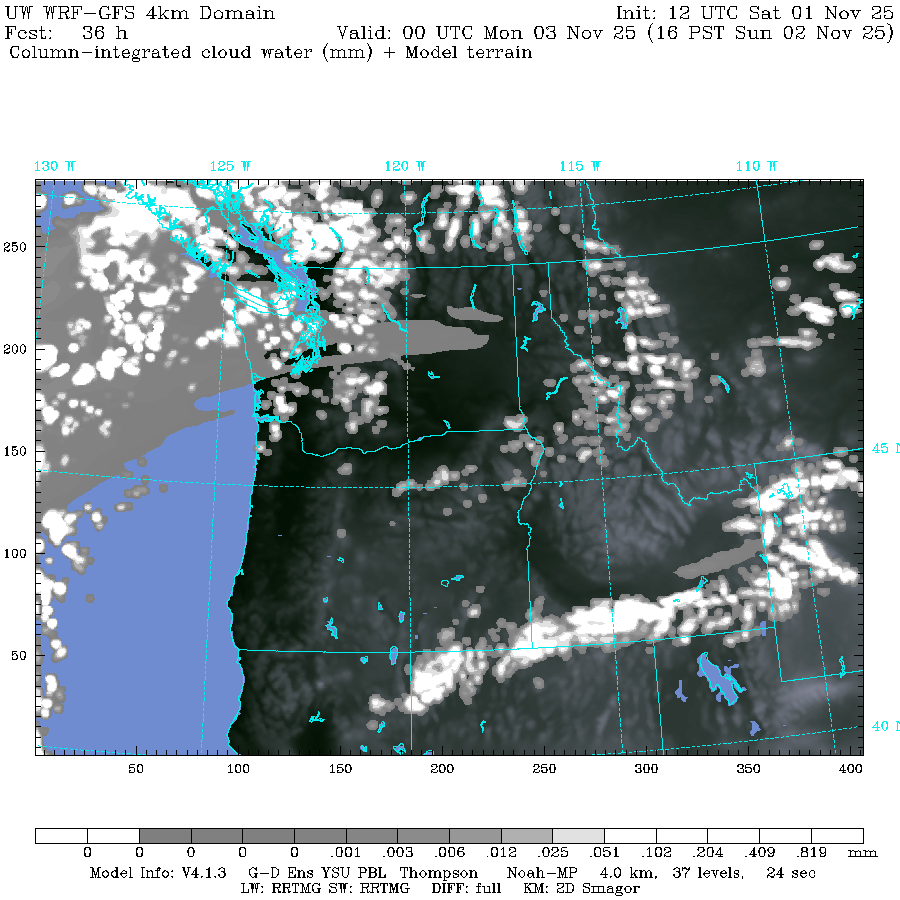 UW WRF-GFS 4km Domain Init: 12 UTC Sat 01 Nov 25
Fcst: 36 h Valid: 00 UTC Mon 03 Nov 25 (16 PST Sun 02 Nov 25)
Column-integrated cloud water (mm) + Model terrain
130 W 125 W 120 W 115 W 110 W
250
200
150 45 N
100
50
40 N
50 100 150 200 250 300 350 400
0 0 0 0 0 .001 .003 .006 .012 .025 .051 .102 .204 .409 .819 mm
Model Info: V4.1.3 G-D Ens YSU PBL Thompson Noah-MP 4.0 km, 37 levels, 24 sec
LW: RRTMG SW: RRTMG DIFF: full KM: 2D Smagor